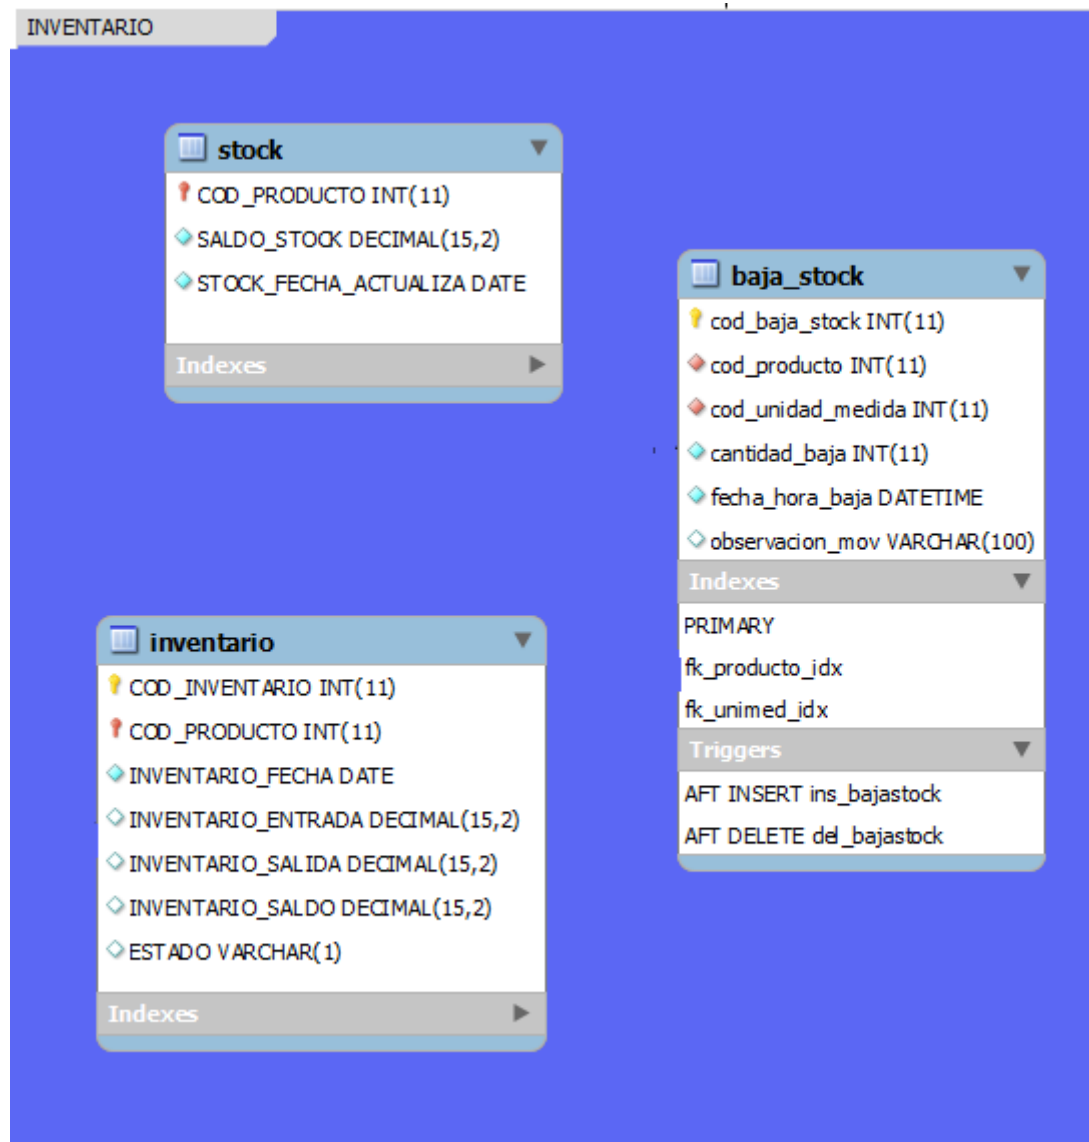 INVENTARIO
stock
COD_PRODUCTO INT(11)
SALDO_STOCK DECIMAL(15,2)
STOCK_FECHA_ACTUALIZA DATE
Indexes
baja_stock
cod_baja_stock INT(11)
cod_producto INT(11)
cod_unidad_medida INT(11)
cantidad_baja INT(11)
fecha_hora_baja DATETIME
observacion_mov VARCHAR(100)
Indexes
PRIMARY
fk_producto_idx
fk_unimed_idx
Triggers
AFT INSERT ins_bajastock
AFT DELETE del_bajastock
inventario
COD_INVENTARIO INT(11)
COD_PRODUCTO INT(11)
INVENTARIO_FECHA DATE
INVENTARIO_ENTRADA DECIMAL(15,2)
INVENTARIO_SALIDA DECIMAL(15,2)
INVENTARIO_SALDO DECIMAL(15,2)
ESTADO VARCHAR(1)
Indexes